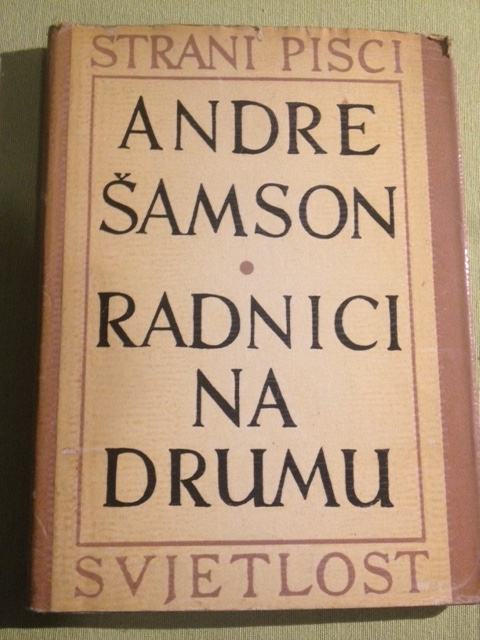 STRANI PISCI
ANDRE
ŠAMSON
RADNICI
NA
DRUMU
SVJETLOST